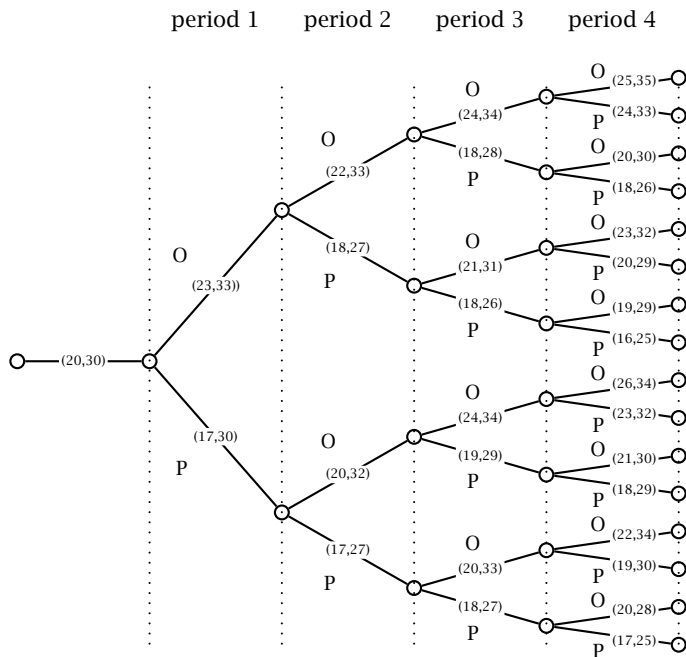 period 1 period 2 period 3 period 4
O
(25,35)
O
(24,34)
(24,33)
P
O
O
(20,30)
(22,33)
(18,28)
P
(18,26)
P
O
(23,32)
O
O
(21,31)
(20,29)
(23,33))
(18,27)
P
P
O
(19,29)
(18,26)
P
(16,25)
P
(20,30)
O
(26,34)
O
(24,34)
(23,32)
P
(17,30)
O
O
(21,30)
P
(20,32)
(19,29)
P
(18,29)
P
O
(22,34)
O
(17,27)
(20,33)
(19,30)
P
P
O
(20,28)
(18,27)
P
(17,25)
P